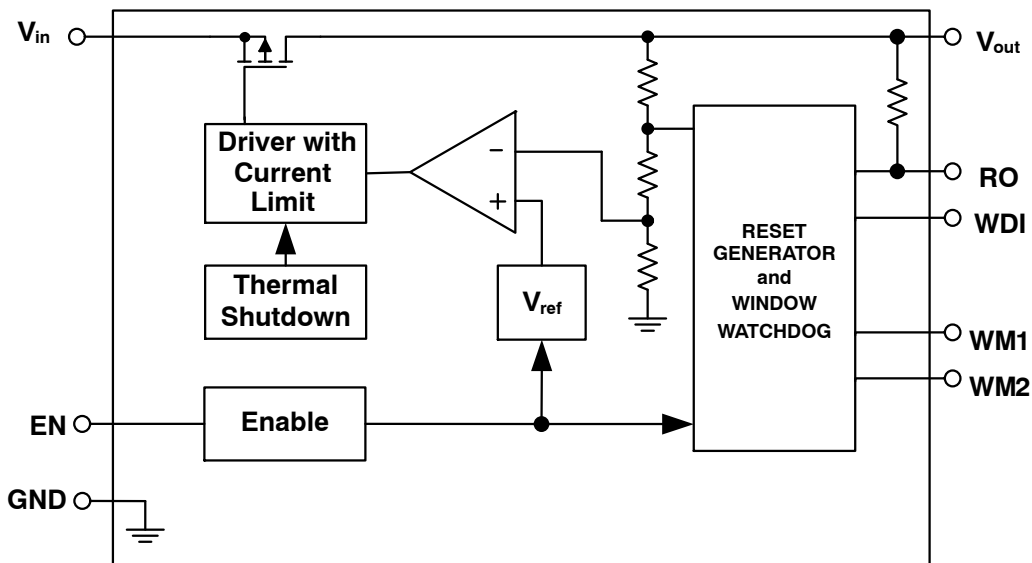 Vin
Vout
Driver with
Current
Limit
−
+
RO
WDI
RESET
GENERATOR
and
WINDOW
WATCHDOG
Thermal
Shutdown
Vref
WM1
WM2
EN
Enable
GND